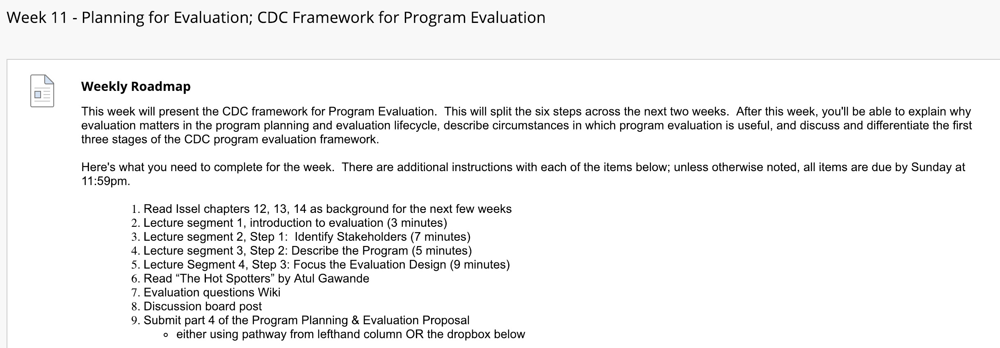 Week 11 - Planning for Evaluation; CDC Framework for Program Evaluation
Weekly Roadmap
This week will present the CDC framework for Program Evaluation.  This will split the six steps across the next two weeks.  After this week, you'll be able to explain why
evaluation matters in the program planning and evaluation lifecycle, describe circumstances in which program evaluation is useful, and discuss and differentiate the first
three stages of the CDC program evaluation framework.
Here's what you need to complete for the week.  There are additional instructions with each of the items below; unless otherwise noted, all items are due by Sunday at
11:59pm.
1. Read Issel chapters 12, 13, 14 as background for the next few weeks
2. Lecture segment 1, introduction to evaluation (3 minutes)
3. Lecture segment 2, Step 1:  Identify Stakeholders (7 minutes)
4. Lecture segment 3, Step 2: Describe the Program (5 minutes)
5. Lecture Segment 4, Step 3: Focus the Evaluation Design (9 minutes)
6. Read “The Hot Spotters” by Atul Gawande
7. Evaluation questions Wiki
8. Discussion board post
9. Submit part 4 of the Program Planning & Evaluation Proposal
◦ either using pathway from lefthand column OR the dropbox below